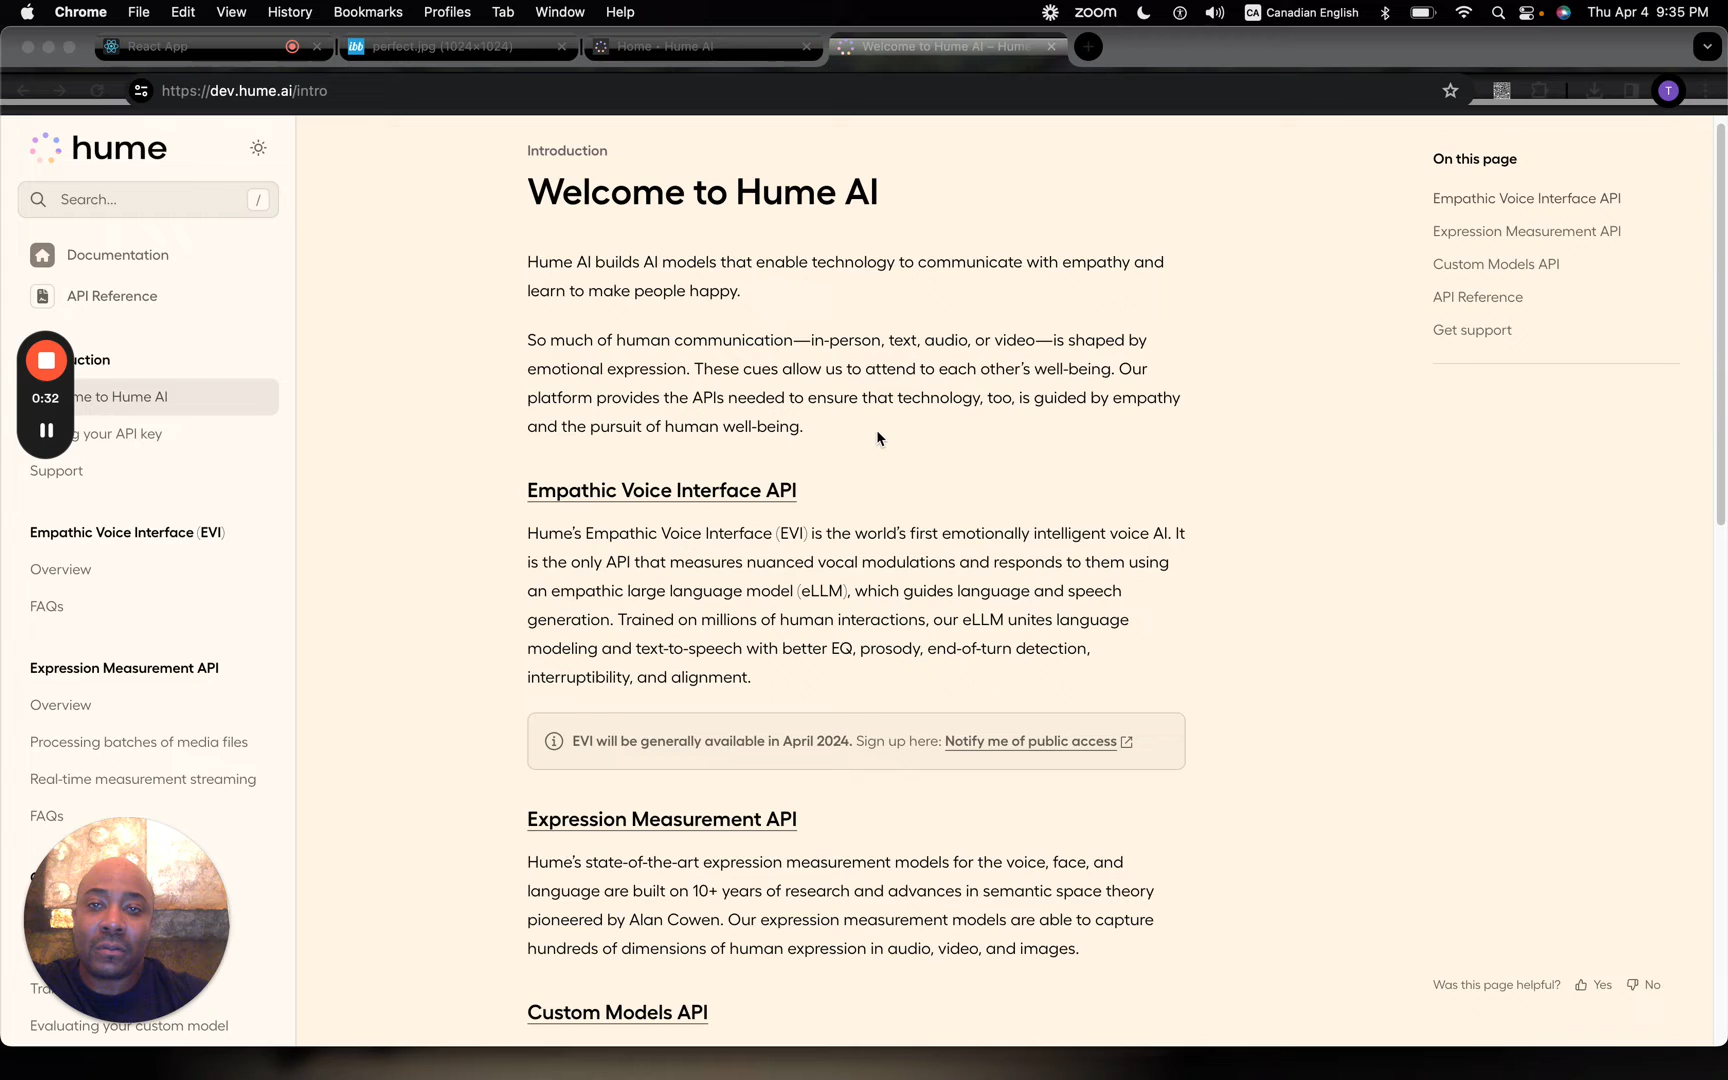 Chrome File Edit View History Bookmarks Profiles Tab Window Help zoom CA Canadian English Thu Apr 4 9:35 PM
React App perfect.jpg (1024×1024) Home • Hume AI Welcome to Hume AI – Hume
https://dev.hume.ai/intro T
hume
Search... /
Documentation
API Reference
uction
me to Hume AI
0:32
g your API key
Support
Empathic Voice Interface (EVI)
Overview
FAQs
Expression Measurement API
Overview
Processing batches of media files
Real-time measurement streaming
FAQs
Evaluating your custom model
Introduction
Welcome to Hume AI
Hume AI builds AI models that enable technology to communicate with empathy and
learn to make people happy.
So much of human communication—in-person, text, audio, or video—is shaped by
emotional expression. These cues allow us to attend to each other's well-being. Our
platform provides the APIs needed to ensure that technology, too, is guided by empathy
and the pursuit of human well-being.
Empathic Voice Interface API
Hume's Empathic Voice Interface (EVI) is the world's first emotionally intelligent voice AI. It
is the only API that measures nuanced vocal modulations and responds to them using
an empathic large language model (eLLM), which guides language and speech
generation. Trained on millions of human interactions, our eLLM unites language
modeling and text-to-speech with better EQ, prosody, end-of-turn detection,
interruptibility, and alignment.
EVI will be generally available in April 2024. Sign up here: Notify me of public access
Expression Measurement API
Hume's state-of-the-art expression measurement models for the voice, face, and
language are built on 10+ years of research and advances in semantic space theory
pioneered by Alan Cowen. Our expression measurement models are able to capture
hundreds of dimensions of human expression in audio, video, and images.
Custom Models API
On this page
Empathic Voice Interface API
Expression Measurement API
Custom Models API
API Reference
Get support
Was this page helpful? Yes No